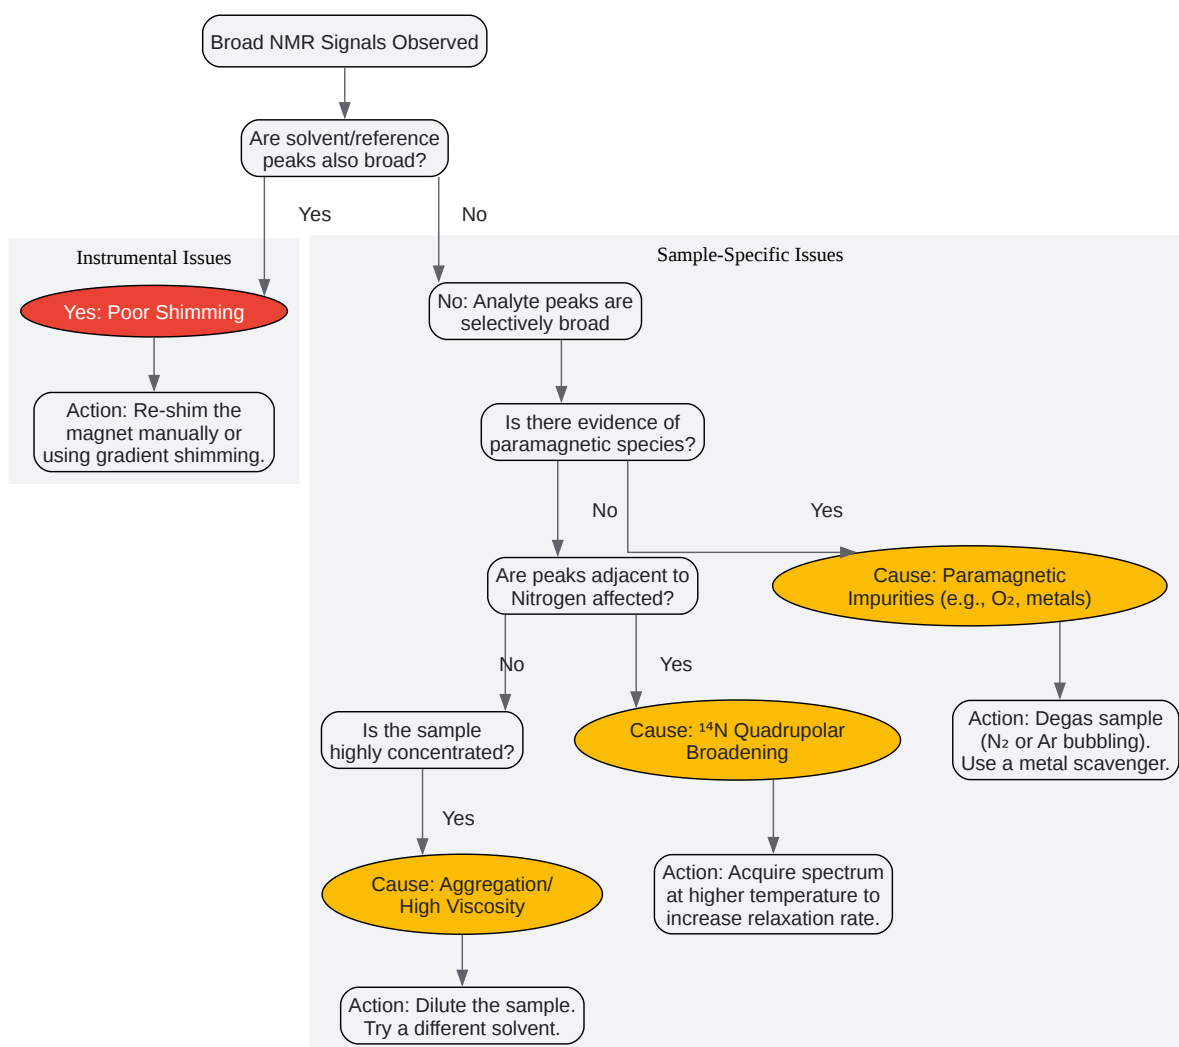 Broad NMR Signals Observed
Are solvent/reference
peaks also broad?
Yes
No
Instrumental Issues
Sample-Specific Issues
Yes: Poor Shimming
No: Analyte peaks are
selectively broad
Action: Re-shim the
magnet manually or
using gradient shimming.
Is there evidence of
paramagnetic species?
No
Yes
Are peaks adjacent to
Nitrogen affected?
Cause: Paramagnetic
Impurities (e.g., O₂, metals)
No
Yes
Is the sample
highly concentrated?
Cause: ¹⁴N Quadrupolar
Broadening
Action: Degas sample
(N₂ or Ar bubbling).
Use a metal scavenger.
Yes
Cause: Aggregation/
High Viscosity
Action: Acquire spectrum
at higher temperature to
increase relaxation rate.
Action: Dilute the sample.
Try a different solvent.